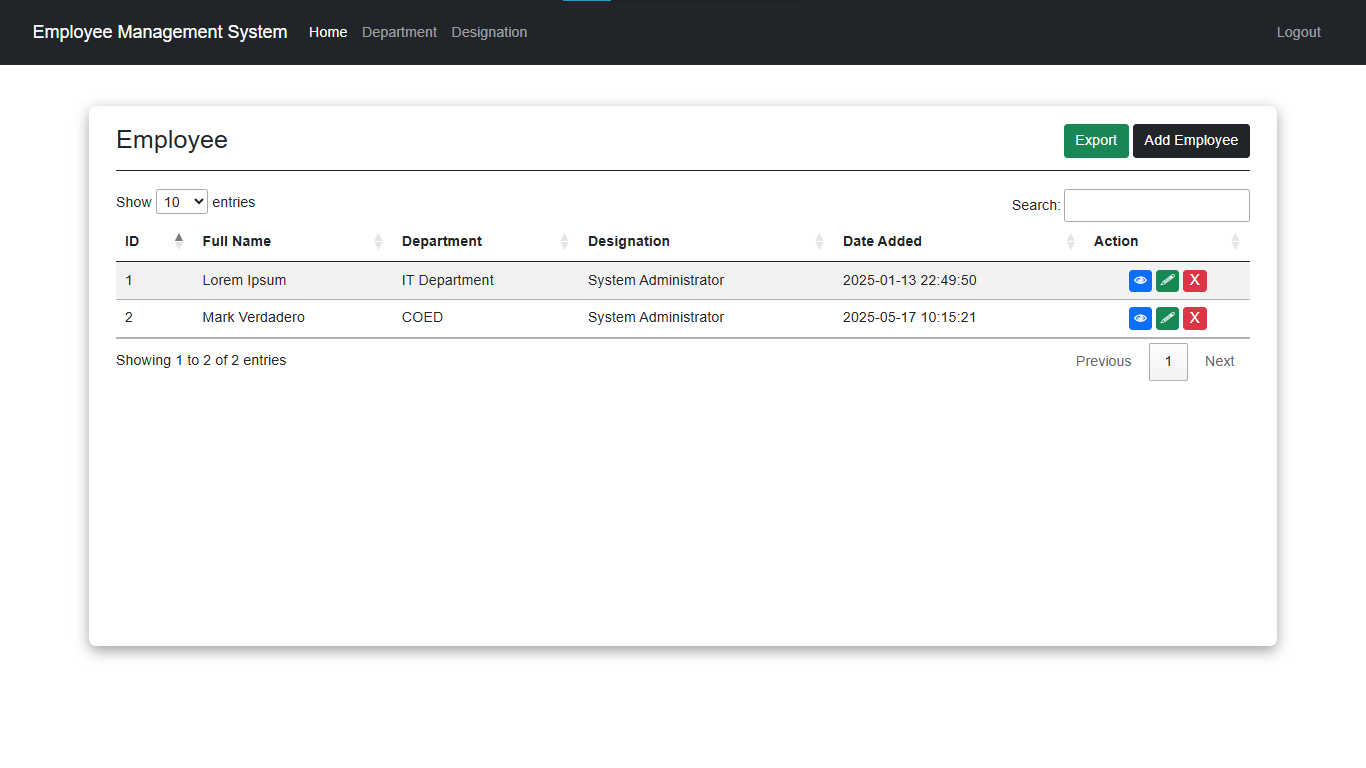 Employee Management System Home Department Designation Logout
Employee Export Add Employee
Show 10 entries Search:
ID Full Name Department Designation Date Added Action
1 Lorem Ipsum IT Department System Administrator 2025-01-13 22:49:50 X
2 Mark Verdadero COED System Administrator 2025-05-17 10:15:21 X
Showing 1 to 2 of 2 entries Previous 1 Next